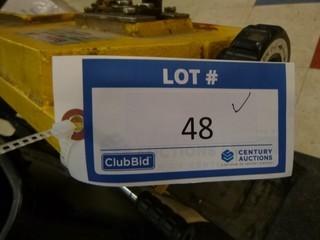 LOT #
48
ClubBid
CENTURY
AUCTIONS